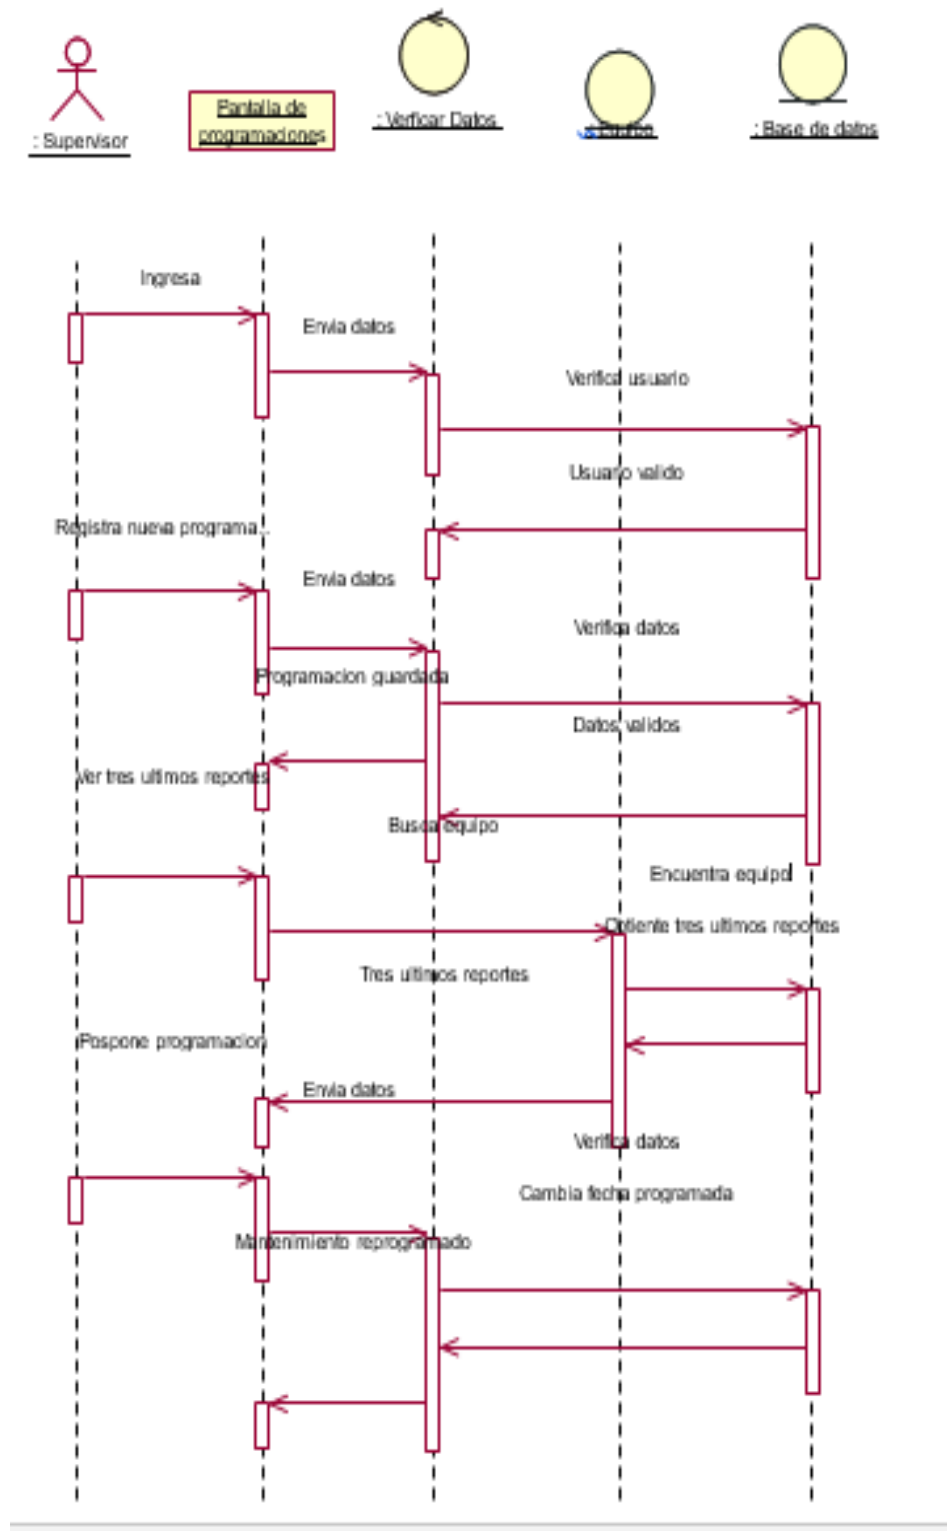 : Supervisor
Pantalla de
programaciones
: Verficar Datos
: Base de datos
Ingresa
Envia datos
Verifica usuario
Usuario valido
Registra nueva programa...
Envia datos
Verifica datos
Programacion guardada
Datos validos
Ver tres ultimos reportes
Busca equipo
Encuentra equipo
Obtiente tres ultimos reportes
Tres ultimos reportes
Pospone programacion
Envia datos
Verifica datos
Cambia fecha programada
Mantenimiento reprogramado